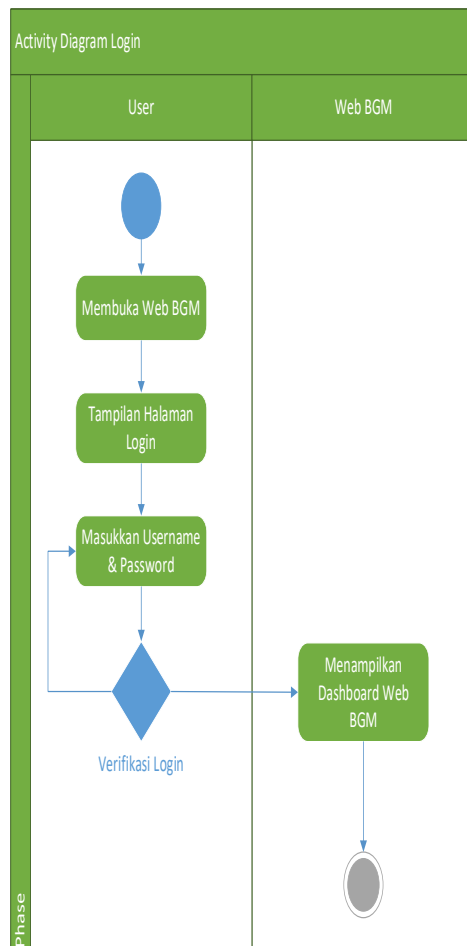 Activity Diagram Login
User
Web BGM
Membuka Web BGM
Tampilan Halaman
Login
Masukkan Username
& Password
Verifikasi Login
Menampilkan
Dashboard Web
BGM
Phase